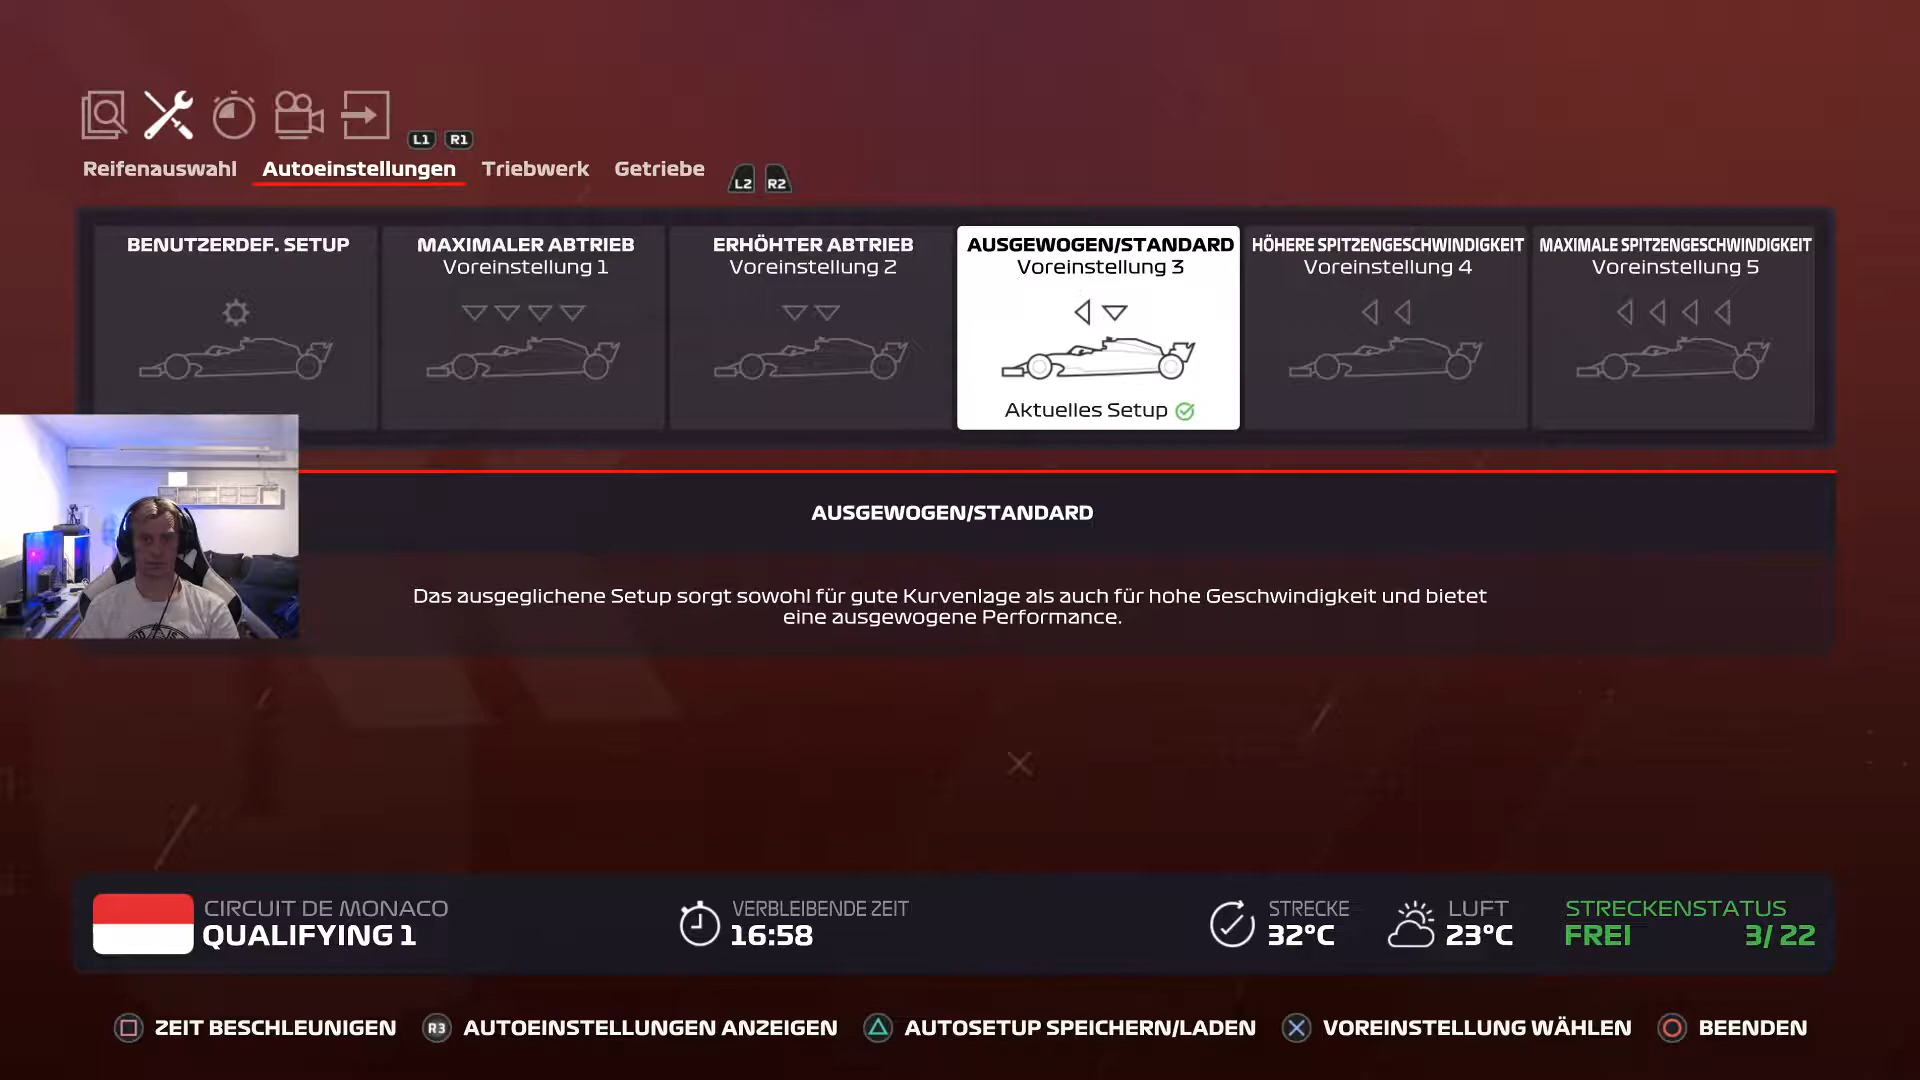 L1 R1
Reifenauswahl Autoeinstellungen Triebwerk Getriebe L2 R2
BENUTZERDEF. SETUP
MAXIMALER ABTRIEB
Voreinstellung 1
ERHÖHTER ABTRIEB
Voreinstellung 2
AUSGEWOGEN/STANDARD
Voreinstellung 3
Aktuelles Setup
HÖHERE SPITZENGESCHWINDIGKEIT
Voreinstellung 4
MAXIMALE SPITZENGESCHWINDIGKEIT
Voreinstellung 5
AUSGEWOGEN/STANDARD
Das ausgeglichene Setup sorgt sowohl für gute Kurvenlage als auch für hohe Geschwindigkeit und bietet
eine ausgewogene Performance.
CIRCUIT DE MONACO
QUALIFYING 1
VERBLEIBENDE ZEIT
16:58
STRECKE
32°C
LUFT
23°C
STRECKENSTATUS
FREI 3/22
ZEIT BESCHLEUNIGEN R3 AUTOEINSTELLUNGEN ANZEIGEN AUTOSETUP SPEICHERN/LADEN VOREINSTELLUNG WÄHLEN BEENDEN